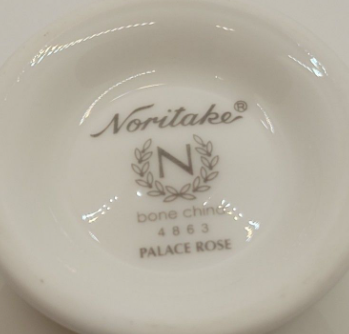 Noritake®
N
bone china
4863
PALACE ROSE